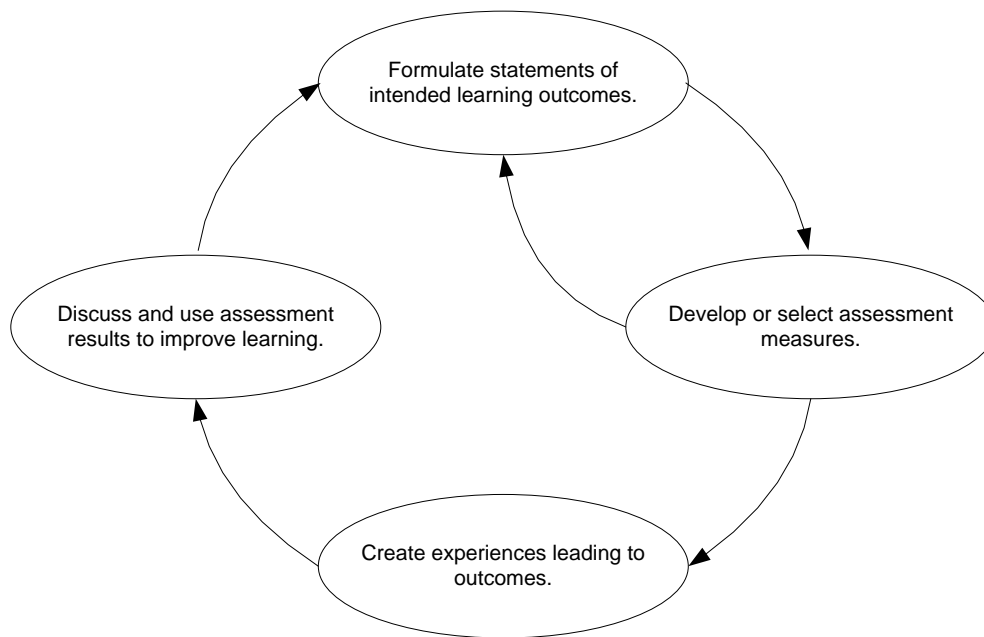 Formulate statements of
intended learning outcomes.
Discuss and use assessment
results to improve learning.
Develop or select assessment
measures.
Create experiences leading to
outcomes.